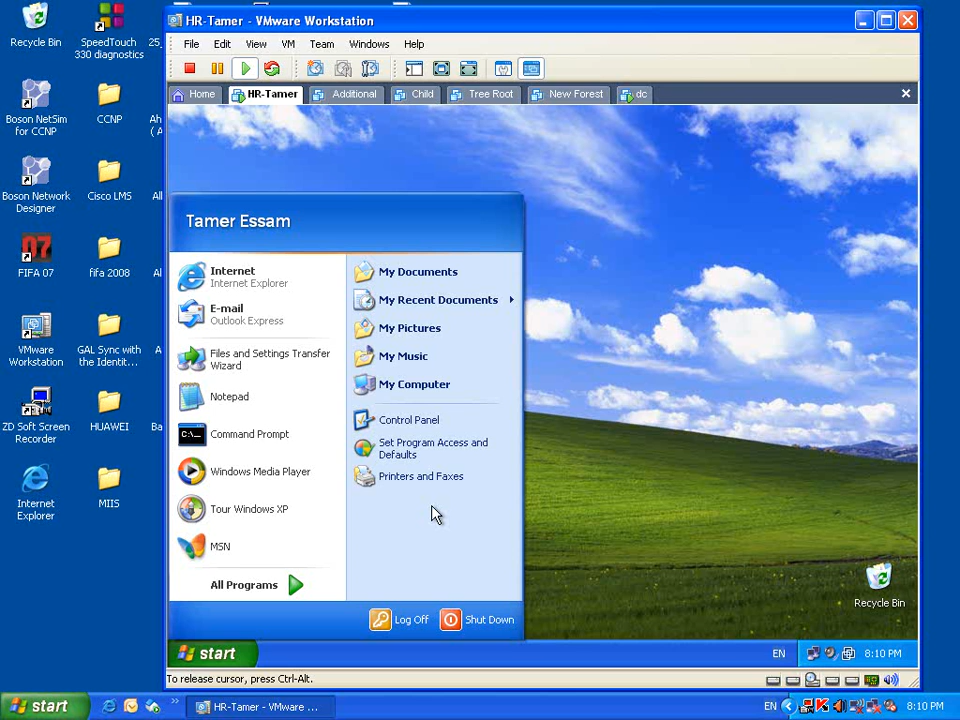 Recycle Bin
SpeedTouch
330 diagnostics
25_
Boson NetSim
for CCNP
CCNP
Ah
( A
Boson Network
Designer
Cisco LMS
All
FIFA 07
fifa 2008
Al
VMware
Workstation
GAL Sync with
the Identit...
A
ZD Soft Screen
Recorder
HUAWEI
Ba
Internet
Explorer
MIIS
HR-Tamer - VMware Workstation
File Edit View VM Team Windows Help
Home HR-Tamer Additional Child Tree Root New Forest dc
Tamer Essam
Internet
Internet Explorer
E-mail
Outlook Express
Files and Settings Transfer
Wizard
Notepad
C:\_
Command Prompt
Windows Media Player
Tour Windows XP
MSN
All Programs
My Documents
My Recent Documents
My Pictures
My Music
My Computer
Control Panel
Set Program Access and
Defaults
Printers and Faxes
Log Off Shut Down
Recycle Bin
start EN 8:10 PM
To release cursor, press Ctrl-Alt.
start HR-Tamer - VMware ... EN 8:10 PM